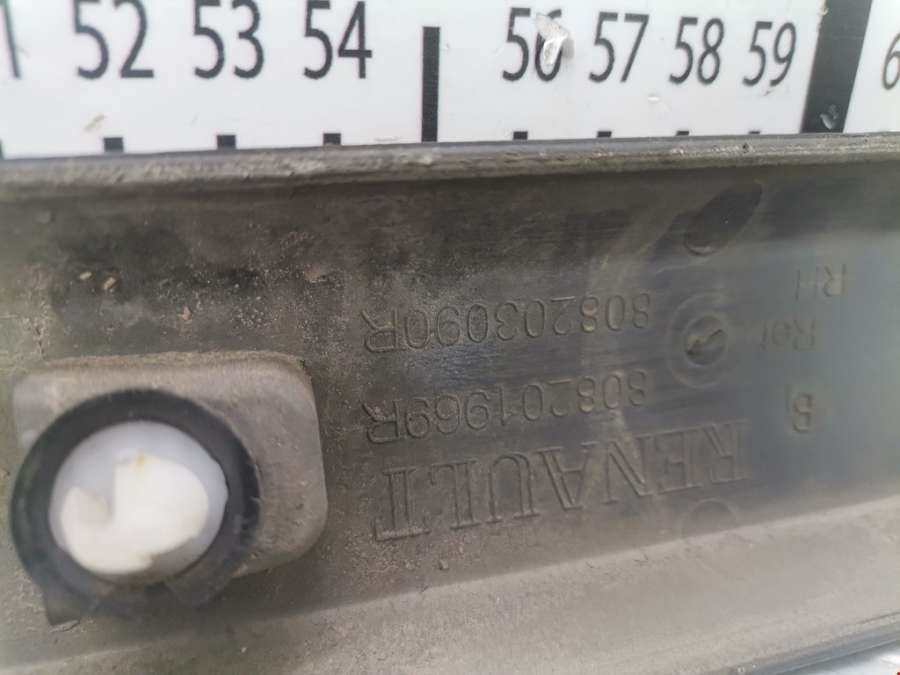 52 53 54 56 57 58 59
RENAULT
B
808201969R
Ref.
808203090R
RH